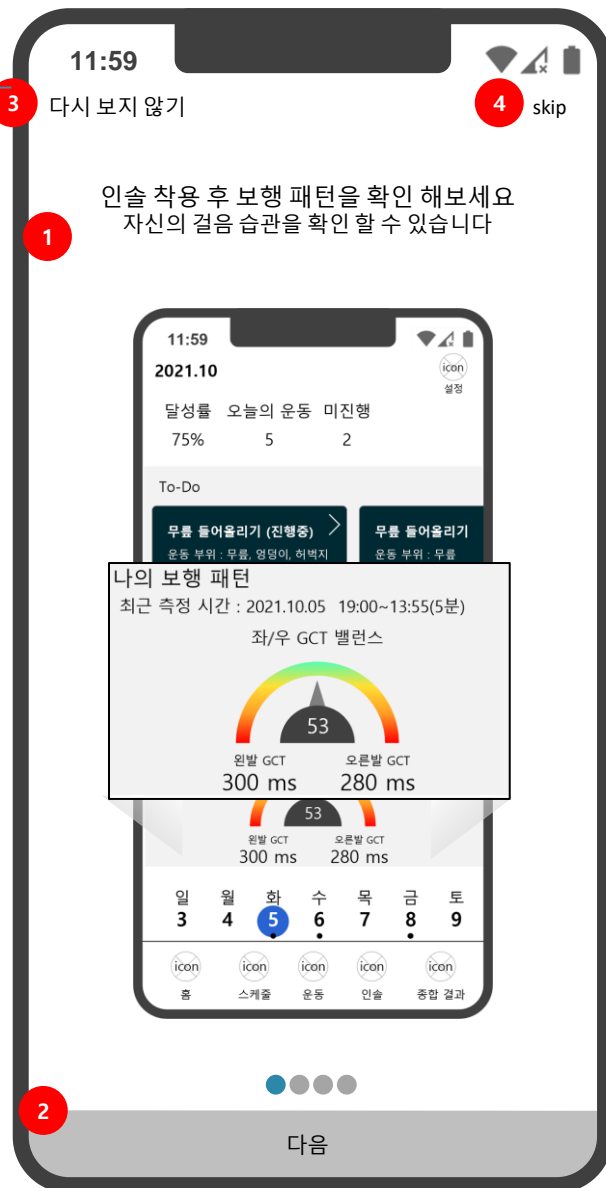 11:59
3 다시 보지 않기 4 skip
인솔 착용 후 보행 패턴을 확인 해보세요
1 자신의 걸음 습관을 확인 할 수 있습니다
11:59
2021.10 icon
설정
달성률 오늘의 운동 미진행
75% 5 2
To-Do
무릎 들어올리기 (진행중) 무릎 들어올리기
운동 부위 : 무릎, 엉덩이, 허벅지 운동 부위 : 무릎
나의 보행 패턴
최근 측정 시간 : 2021.10.05 19:00~13:55(5분)
좌/우 GCT 밸런스
53
왼발 GCT 오른발 GCT
300 ms 280 ms
53
왼발 GCT 오른발 GCT
300 ms 280 ms
일 월 화 수 목 금 토
3 4 5 6 7 8 9
icon icon icon icon icon
홈 스케줄 운동 인솔 종합 결과
2
다음